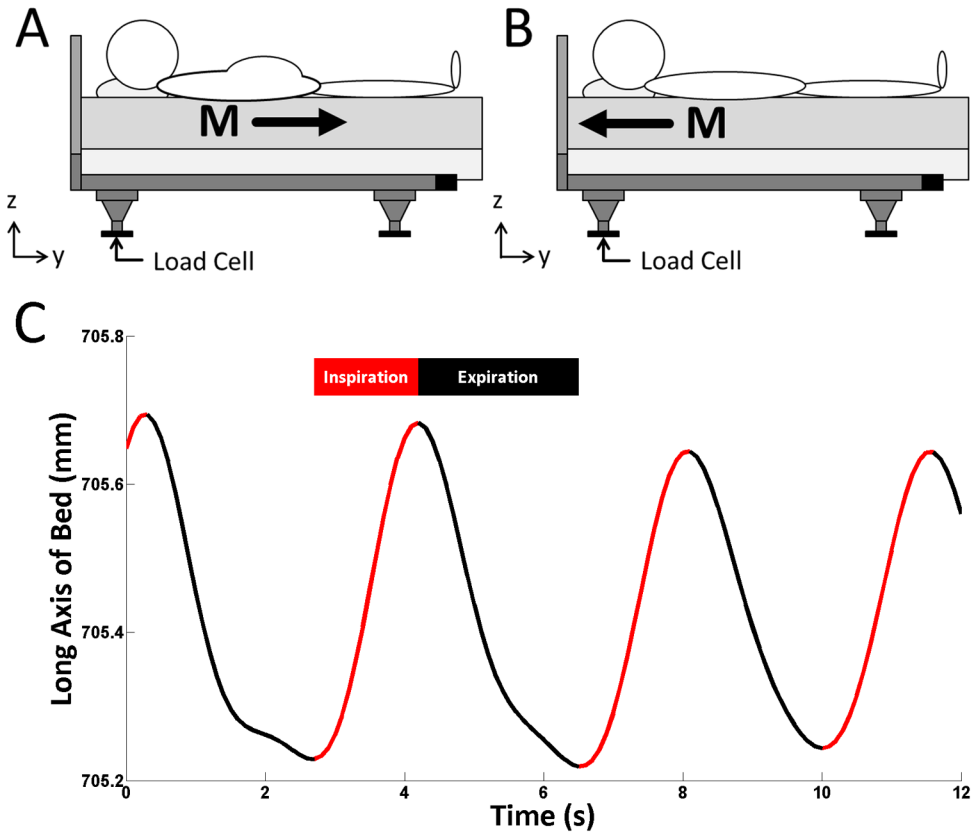 A
B
M
M
z
y
Load Cell
z
y
Load Cell
C
705.8
Inspiration
Expiration
705.6
705.4
705.2
Long Axis of Bed (mm)
0
2
4
6
8
10
12
Time (s)